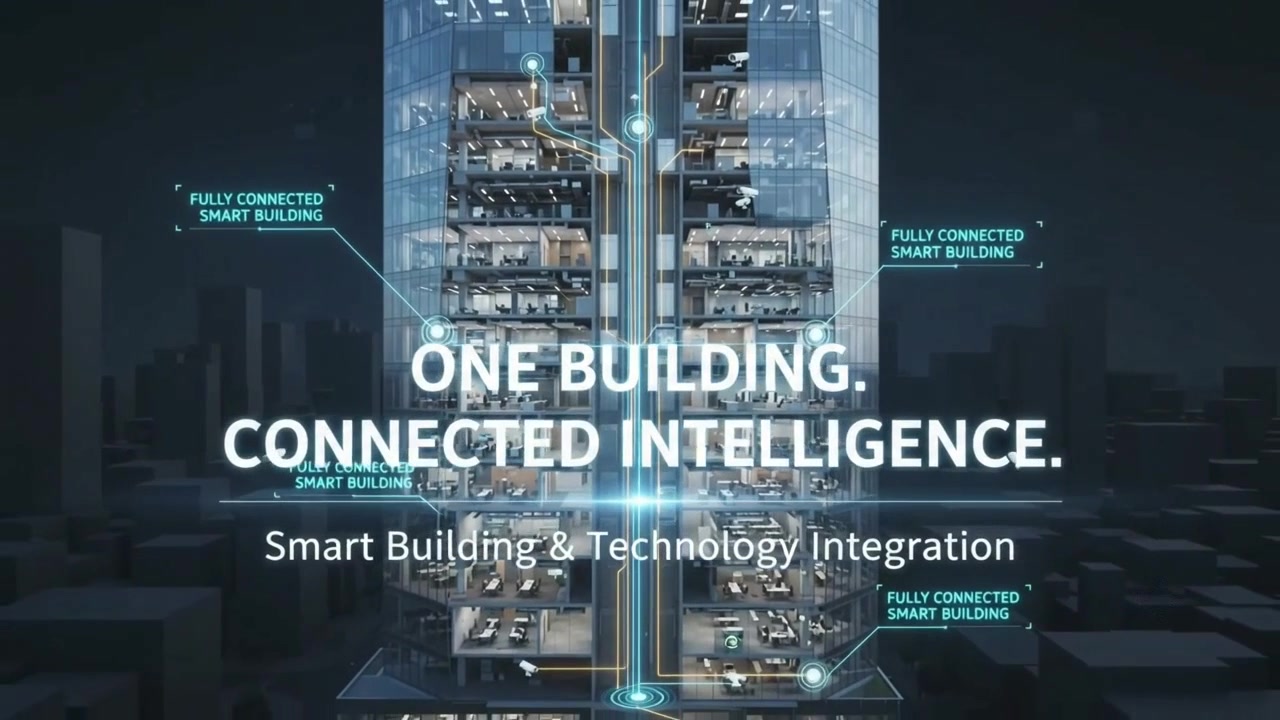 FULLY CONNECTED
SMART BUILDING
FULLY CONNECTED
SMART BUILDING
ONE BUILDING.
CONNECTED INTELLIGENCE.
FULLY CONNECTED
SMART BUILDING
Smart Building & Technology Integration
FULLY CONNECTED
SMART BUILDING